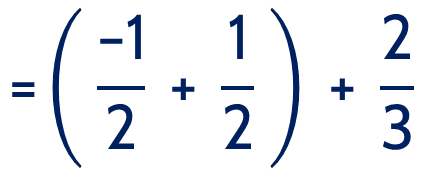 = ( -1/2 + 1/2 ) + 2/3